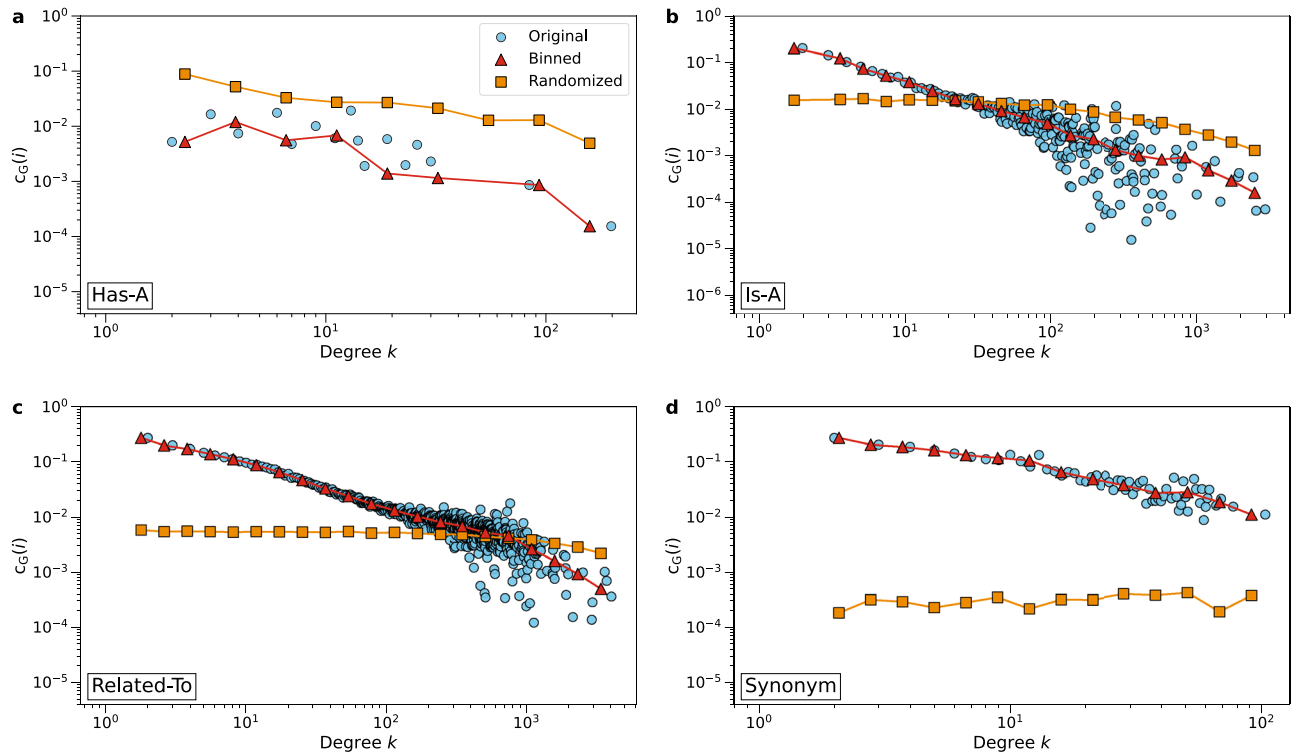 a
10^0
10^-1
10^-2
10^-3
10^-4
10^-5
c_G(i)
Original
Binned
Randomized
Has-A
10^0 10^1 10^2
Degree k
b
10^0
10^-1
10^-2
10^-3
10^-4
10^-5
10^-6
c_G(i)
Is-A
10^0 10^1 10^2 10^3
Degree k
c
10^0
10^-1
10^-2
10^-3
10^-4
10^-5
c_G(i)
Related-To
10^0 10^1 10^2 10^3
Degree k
d
10^0
10^-1
10^-2
10^-3
10^-4
10^-5
c_G(i)
Synonym
10^0 10^1 10^2
Degree k